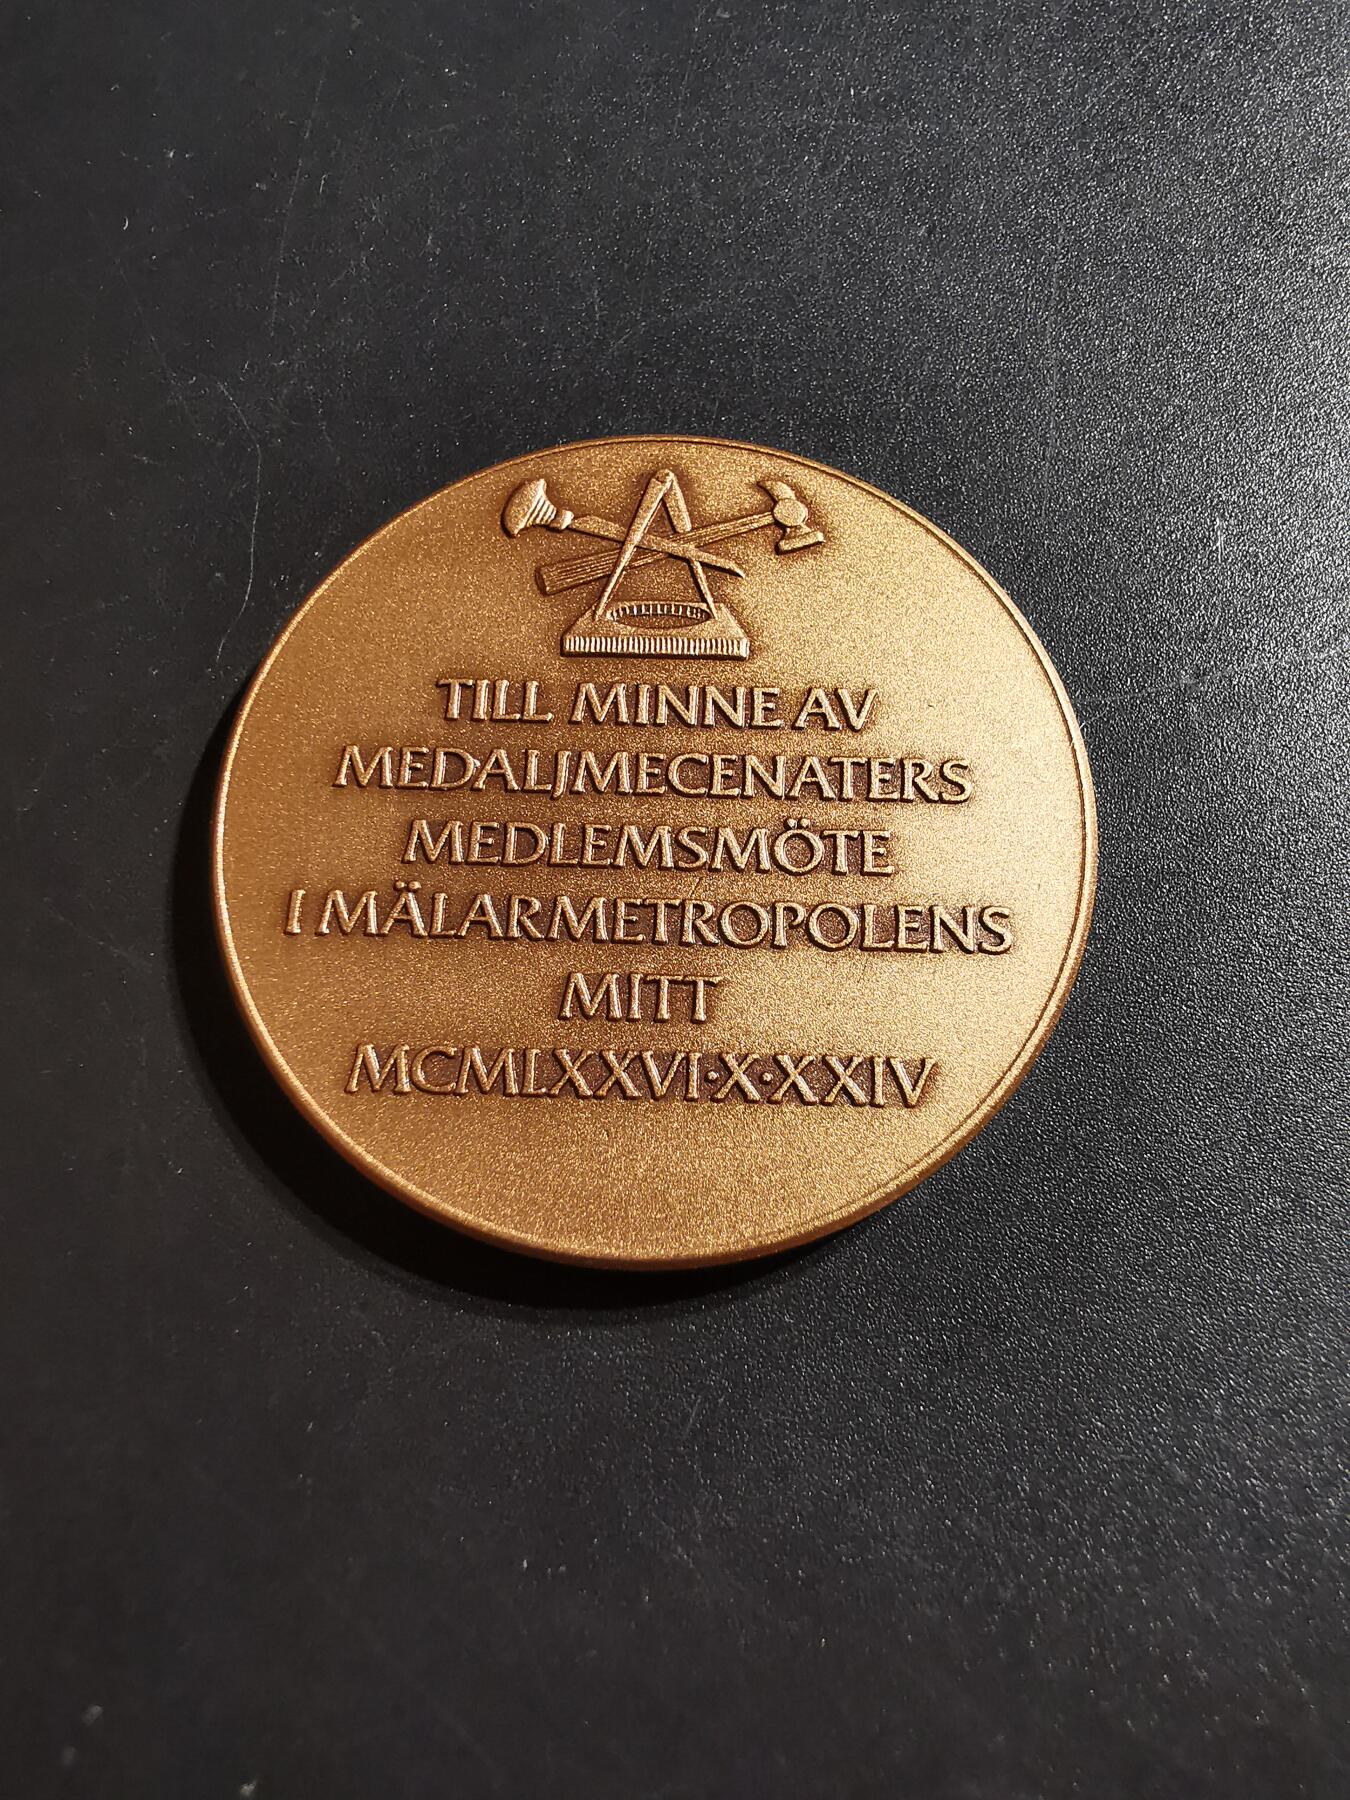 TILL MINNE AV
MEDALJMECENATERS
MEDLEMSMÖTE
I MÄLARMETROPOLENS
MITT
MCMLXXVI·X·XXIV